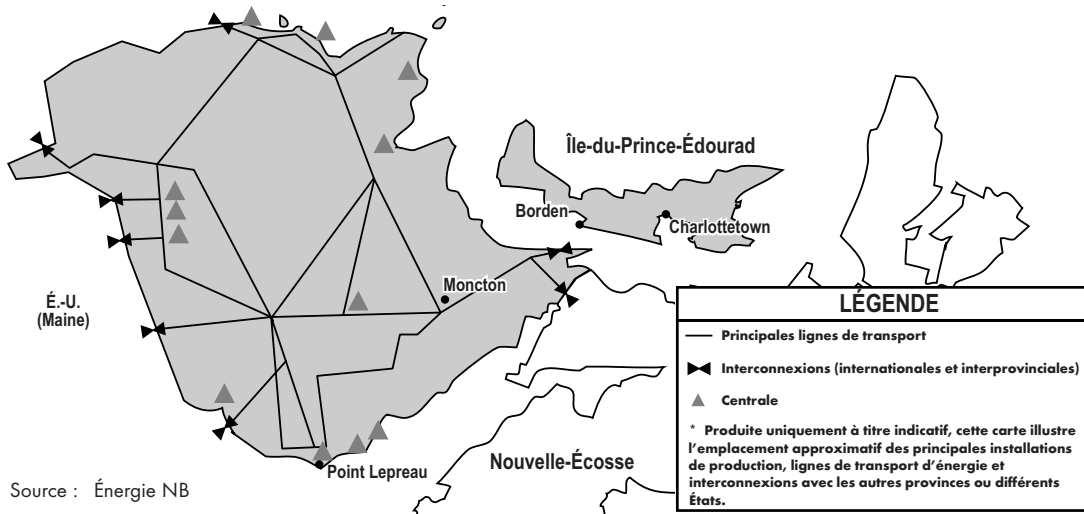 Île-du-Prince-Édourad
Borden
Charlottetown
É.-U.
(Maine)
Moncton
Point Lepreau
Nouvelle-Écosse
Source : Énergie NB
LÉGENDE
Principales lignes de transport
Interconnexions (internationales et interprovinciales)
Centrale
* Produite uniquement à titre indicatif, cette carte illustre
l'emplacement approximatif des principales installations
de production, lignes de transport d'énergie et
interconnexions avec les autres provinces ou différents
États.